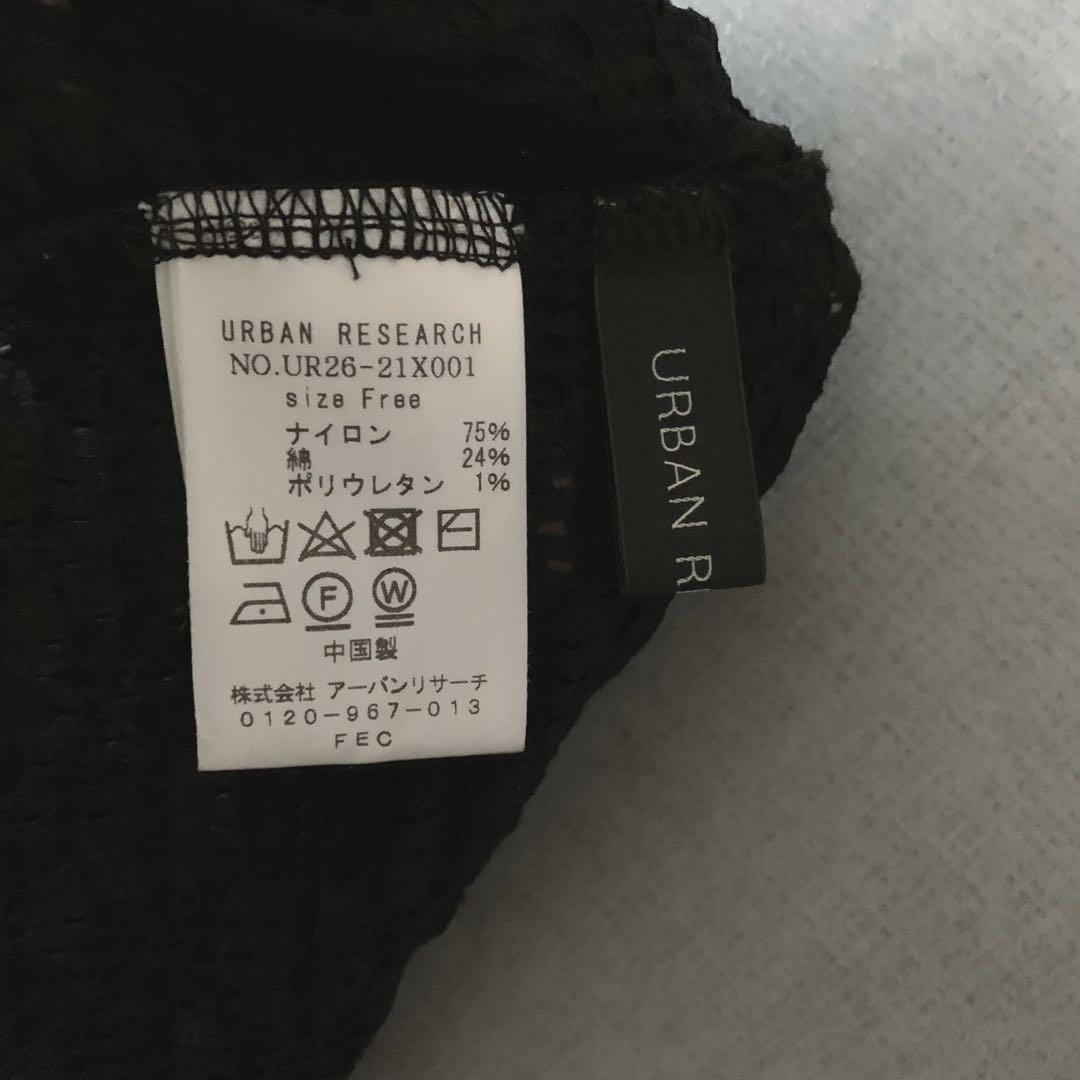 URBAN RESEARCH
NO.UR26-21X001
size Free
ナイロン 75%
綿 24%
ポリウレタン 1%
F W
中国製
株式会社 アーバンリサーチ
0120-967-013
FEC
URBAN R